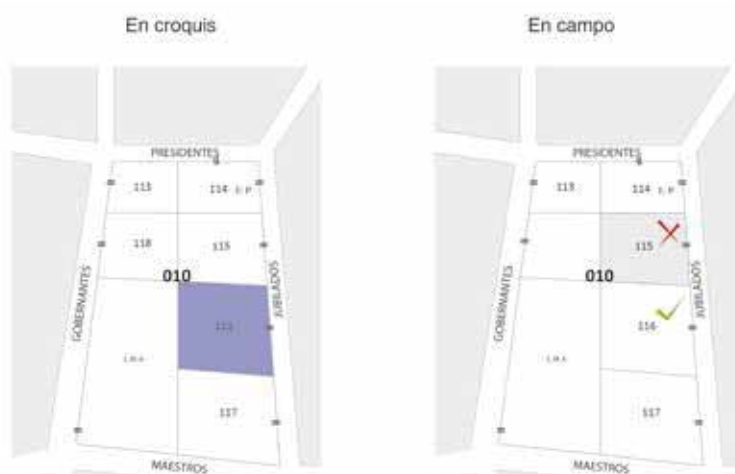 En croquis
En campo
PRESIDENTES
113
114
118
115
010
GOBERNANTES
JUBILADOS
117
MAESTROS
PRESIDENTES
113
114
115
010
GOBERNANTES
JUBILADOS
116
117
MAESTROS